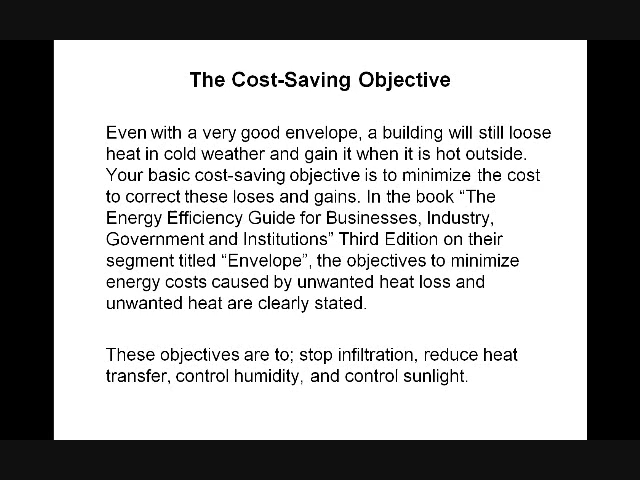 The Cost-Saving Objective
Even with a very good envelope, a building will still loose
heat in cold weather and gain it when it is hot outside.
Your basic cost-saving objective is to minimize the cost
to correct these loses and gains. In the book “The
Energy Efficiency Guide for Businesses, Industry,
Government and Institutions” Third Edition on their
segment titled “Envelope”, the objectives to minimize
energy costs caused by unwanted heat loss and
unwanted heat are clearly stated.
These objectives are to; stop infiltration, reduce heat
transfer, control humidity, and control sunlight.